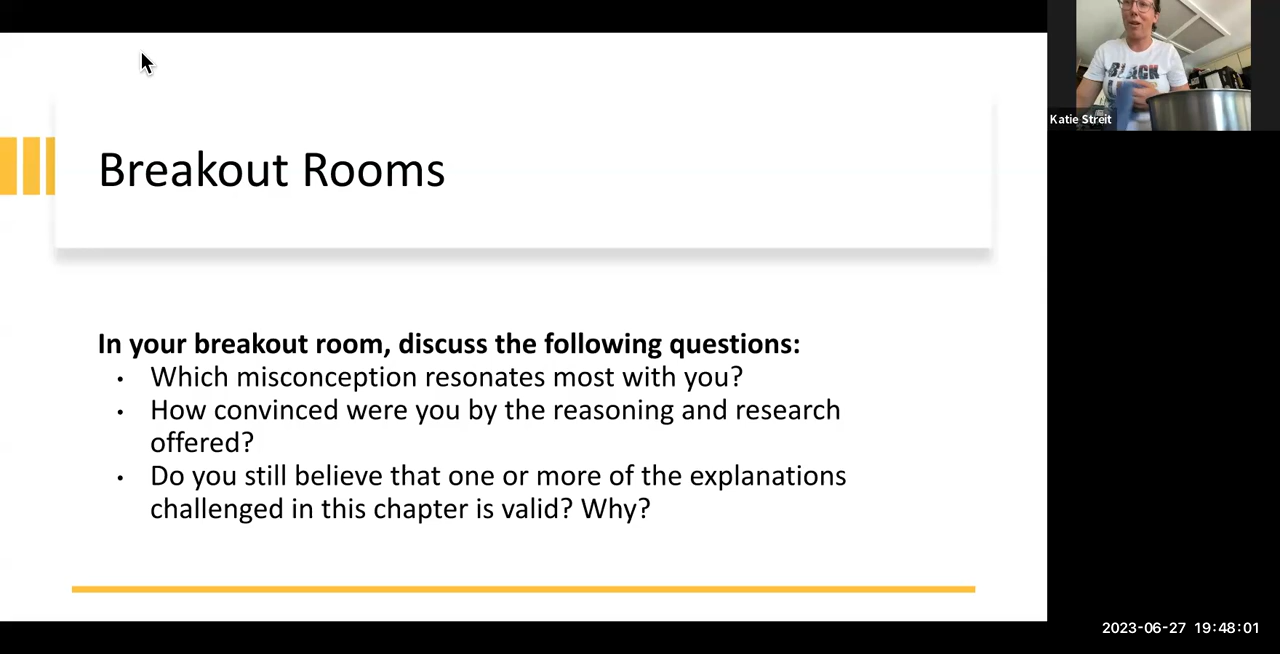 Breakout Rooms
In your breakout room, discuss the following questions:
• Which misconception resonates most with you?
• How convinced were you by the reasoning and research
offered?
• Do you still believe that one or more of the explanations
challenged in this chapter is valid? Why?
BLACK
Katie Streit
2023-06-27 19:48:01